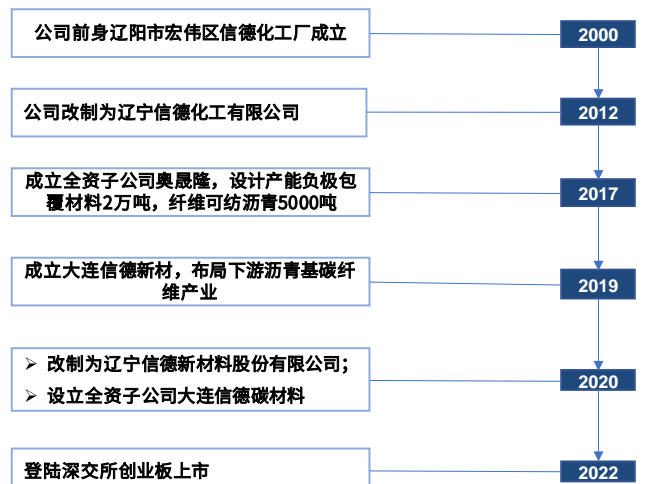 公司前身辽阳市宏伟区信德化工厂成立
2000
公司改制为辽宁信德化工有限公司
2012
成立全资子公司奥晟隆，设计产能负极包
覆材料2万吨，纤维可纺沥青5000吨
2017
成立大连信德新材，布局下游沥青基碳纤
维产业
2019
➢ 改制为辽宁信德新材料股份有限公司；
➢ 设立全资子公司大连信德碳材料
2020
登陆深交所创业板上市
2022